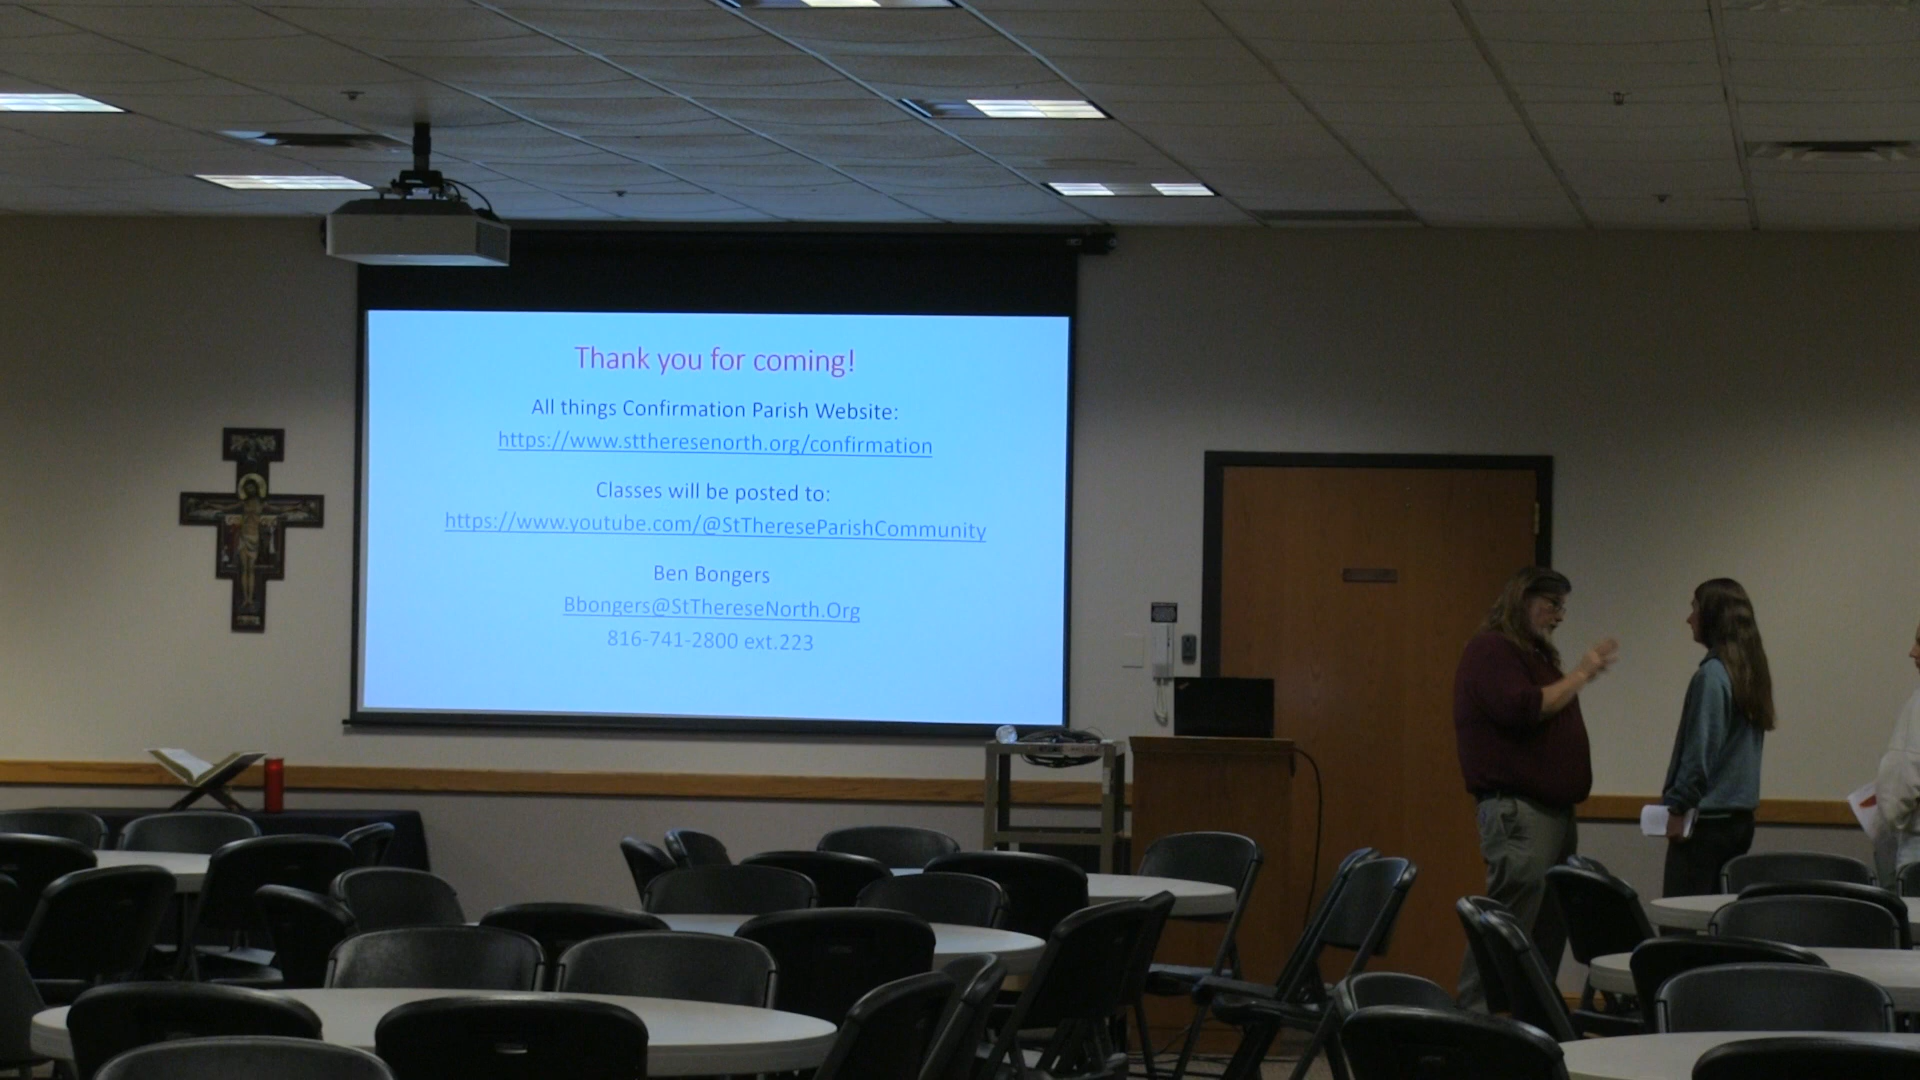 Thank you for coming!
All things Confirmation Parish Website:
https://www.sttheresenorth.org/confirmation
Classes will be posted to:
https://www.youtube.com/@StThereseParishCommunity
Ben Bongers
Bbongers@StThereseNorth.Org
816-741-2800 ext.223